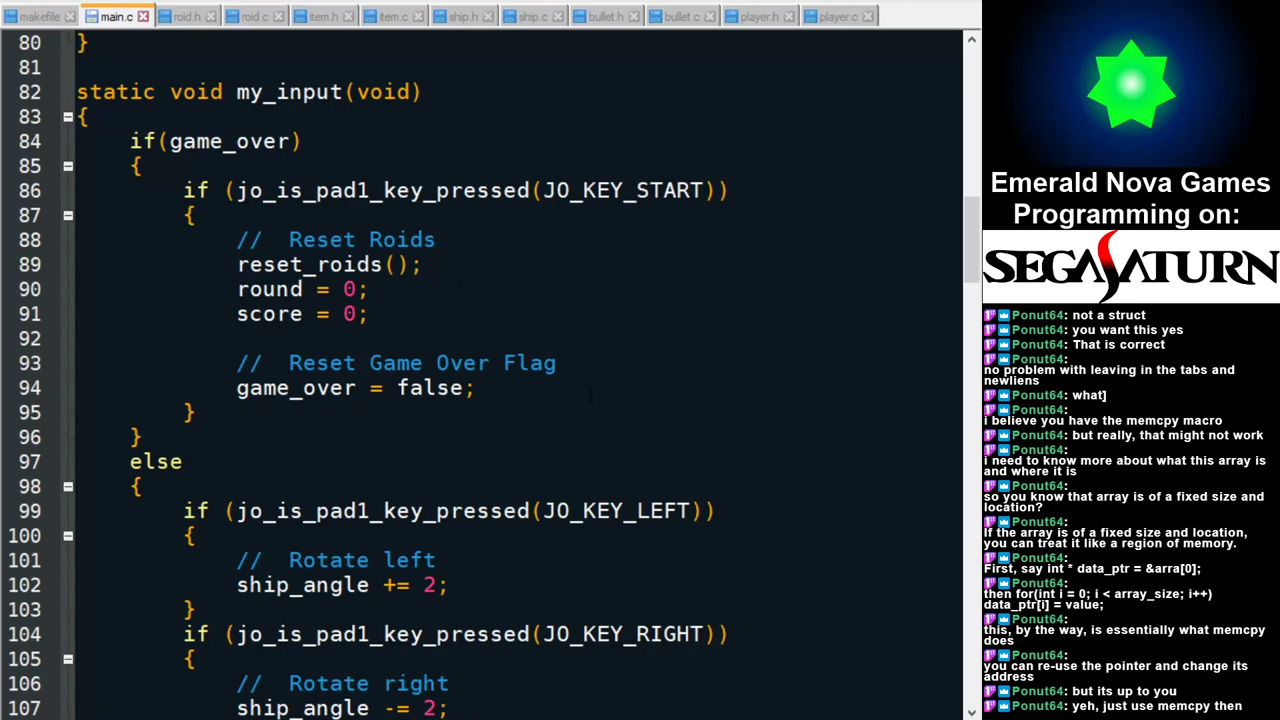 makefile main.c roid.h roid.c item.h item.c ship.h ship.c bullet.h bullet.c player.h player.c
80 }
81
82 static void my_input(void)
83 {
84 if(game_over)
85 {
86 if (jo_is_pad1_key_pressed(JO_KEY_START))
87 {
88 // Reset Roids
89 reset_roids();
90 round = 0;
91 score = 0;
92
93 // Reset Game Over Flag
94 game_over = false;
95 }
96 }
97 else
98 {
99 if (jo_is_pad1_key_pressed(JO_KEY_LEFT))
100 {
101 // Rotate left
102 ship_angle += 2;
103 }
104 if (jo_is_pad1_key_pressed(JO_KEY_RIGHT))
105 {
106 // Rotate right
107 ship_angle -= 2;
Emerald Nova Games
Programming on:
SEGASATURN
Ponut64: not a struct
Ponut64: you want this yes
Ponut64: That is correct
Ponut64:
no problem with leaving in the tabs and
newliens
Ponut64: what]
Ponut64:
i believe you have the memcpy macro
Ponut64: but really, that might not work
Ponut64:
i need to know more about what this array is
and where it is
Ponut64:
so you know that array is of a fixed size and
location?
Ponut64:
If the array is of a fixed size and location,
you can treat it like a region of memory.
Ponut64:
First, say int * data_ptr = &arra[0];
Ponut64:
then for(int i = 0; i < array_size; i++)
data_ptr[i] = value;
Ponut64:
this, by the way, is essentially what memcpy
does
Ponut64:
you can re-use the pointer and change its
address
Ponut64: but its up to you
Ponut64: yeh, just use memcpy then